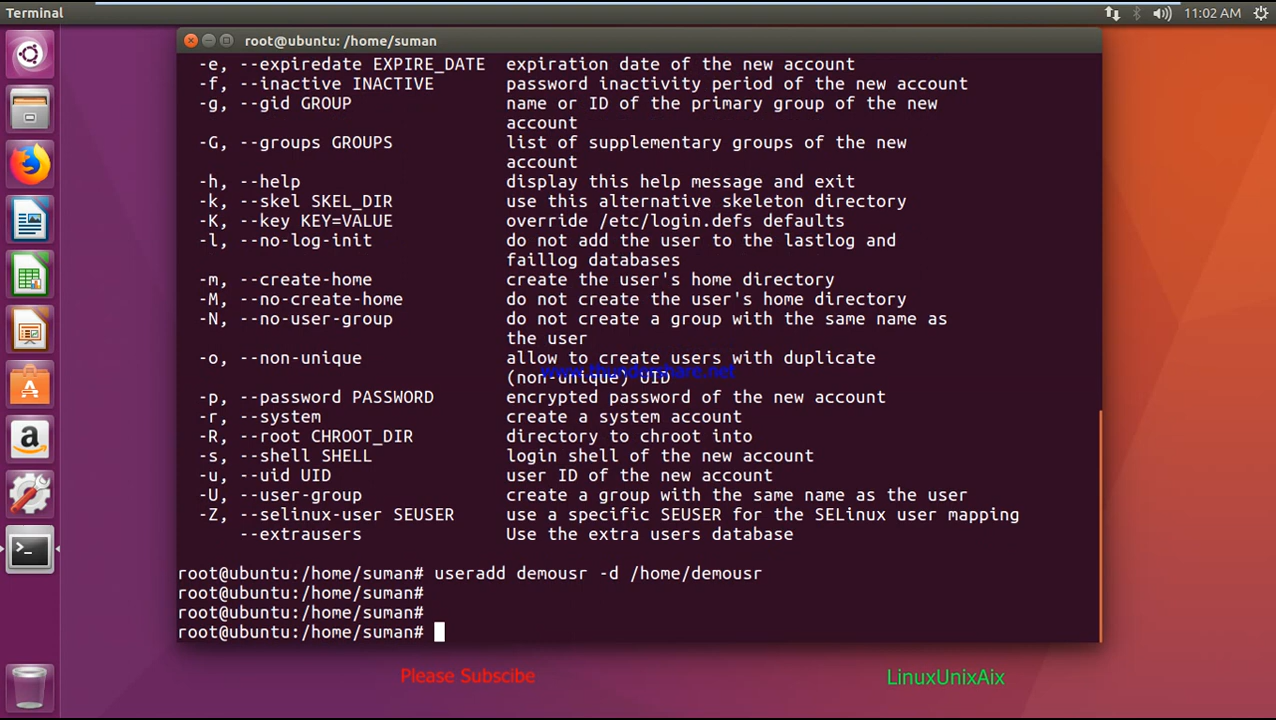 Terminal
11:02 AM
root@ubuntu: /home/suman
-e, --expiredate EXPIRE_DATE expiration date of the new account
-f, --inactive INACTIVE password inactivity period of the new account
-g, --gid GROUP name or ID of the primary group of the new
account
-G, --groups GROUPS list of supplementary groups of the new
account
-h, --help display this help message and exit
-k, --skel SKEL_DIR use this alternative skeleton directory
-K, --key KEY=VALUE override /etc/login.defs defaults
-l, --no-log-init do not add the user to the lastlog and
faillog databases
-m, --create-home create the user's home directory
-M, --no-create-home do not create the user's home directory
-N, --no-user-group do not create a group with the same name as
the user
-o, --non-unique allow to create users with duplicate
www.thundershare.net
(non-unique) UID
-p, --password PASSWORD encrypted password of the new account
-r, --system create a system account
-R, --root CHROOT_DIR directory to chroot into
-s, --shell SHELL login shell of the new account
-u, --uid UID user ID of the new account
-U, --user-group create a group with the same name as the user
-Z, --selinux-user SEUSER use a specific SEUSER for the SELinux user mapping
--extrausers Use the extra users database
root@ubuntu:/home/suman# useradd demousr -d /home/demousr
root@ubuntu:/home/suman#
root@ubuntu:/home/suman#
root@ubuntu:/home/suman#
Please Subscibe
LinuxUnixAix